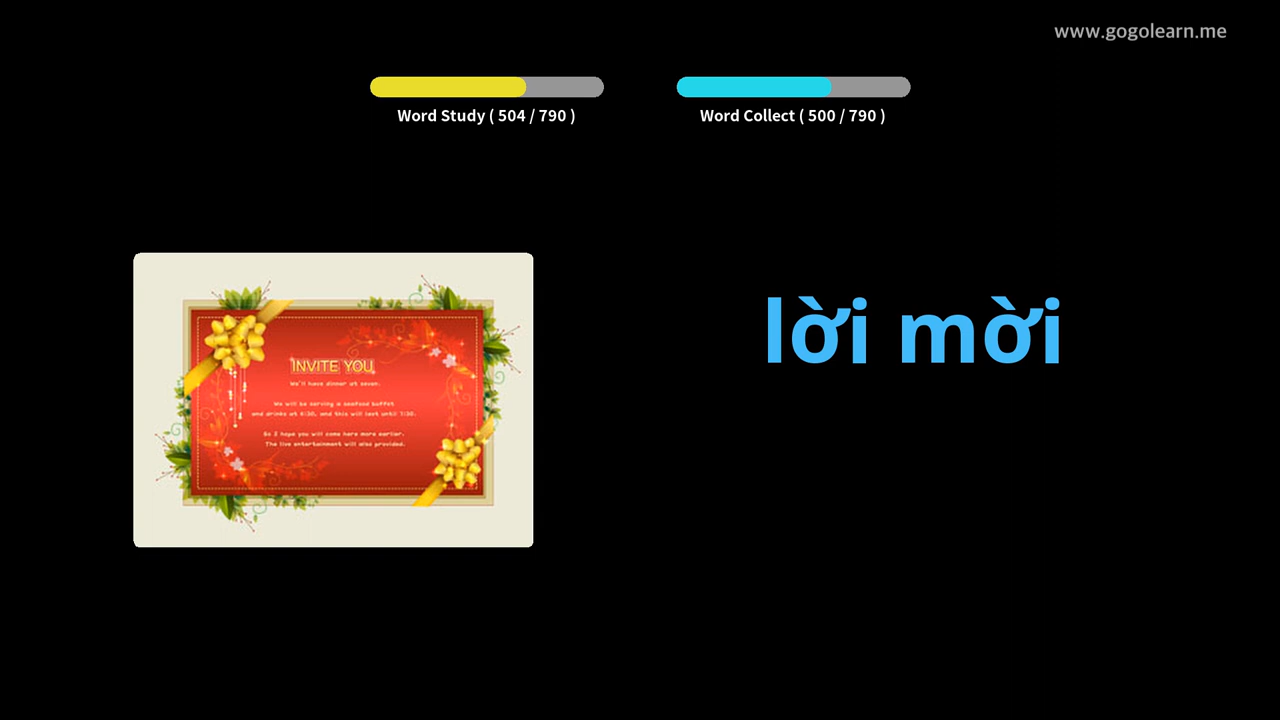 www.gogolearn.me
Word Study ( 504 / 790 )
Word Collect ( 500 / 790 )
lời mời
INVITE YOU
We'll have dinner at seven.
We will be serving a seafood buffet
and drinks at 6:30, and this will last until 7:30.
So I hope you will come here more earlier.
The live entertainment will also provided.